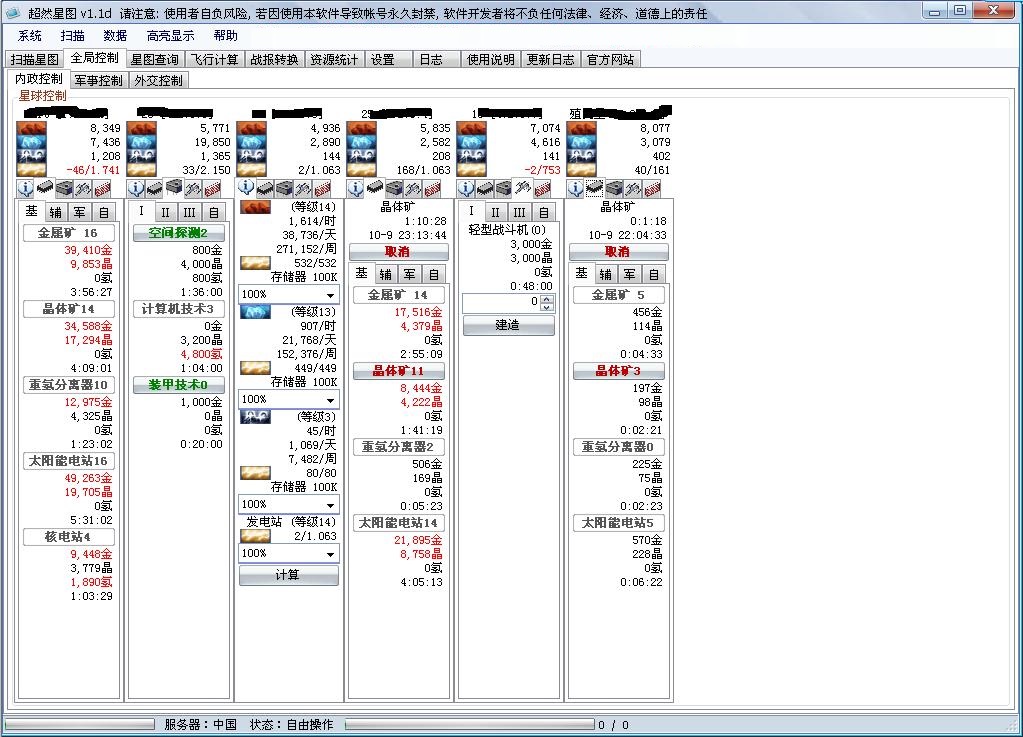 超然星图 v1.1d 请注意: 使用者自负风险, 若因使用本软件导致帐号永久封禁, 软件开发者将不负任何法律、经济、道德上的责任
系统 扫描 数据 高亮显示 帮助
扫描星图 全局控制 星图查询 飞行计算 战报转换 资源统计 设置 日志 使用说明 更新日志 官方网站
内政控制 军事控制 外交控制
星球控制
8,349
7,436
1,208
-46/1.741
基 辅 军 自
金属矿 16
39,410金
9,853晶
0氢
3:56:27
晶体矿14
34,588金
17,294晶
0氢
4:09:01
重氢分离器10
12,975金
4,325晶
0氢
1:23:02
太阳能电站16
49,263金
19,705晶
0氢
5:31:02
核电站4
9,448金
3,779晶
1,890氢
1:03:29
5,771
19,850
1,365
33/2.150
I II III 自
空间探测2
800金
4,000晶
800氢
1:36:00
计算机技术3
0金
3,200晶
4,800氢
1:04:00
装甲技术0
1,000金
0晶
0氢
0:20:00
4,936
2,890
144
2/1.063
(等级14)
1,614/时
38,736/天
271,152/周
532/532
存储器 100K
100%
(等级13)
907/时
21,768/天
152,376/周
449/449
存储器 100K
100%
(等级3)
45/时
1,069/天
7,482/周
80/80
存储器 100K
100%
发电站 (等级14)
2/1.063
100%
计算
25
5,835
2,582
208
168/1.063
晶体矿
1:10:28
10-9 23:13:44
取消
基 辅 军 自
金属矿 14
17,516金
4,379晶
0氢
2:55:09
晶体矿11
8,444金
4,222晶
0氢
1:41:19
重氢分离器2
506金
169晶
0氢
0:05:23
太阳能电站14
21,895金
8,758晶
0氢
4:05:13
7,074
4,616
141
-2/753
I II III 自
轻型战斗机(0)
3,000金
3,000晶
0氢
0:48:00
0
建造
殖
8,077
3,079
402
40/161
晶体矿
0:1:18
10-9 22:04:33
取消
基 辅 军 自
金属矿 5
456金
114晶
0氢
0:04:33
晶体矿3
197金
98晶
0氢
0:02:21
重氢分离器0
225金
75晶
0氢
0:02:23
太阳能电站5
570金
228晶
0氢
0:06:22
服务器：中国 状态：自由操作 0 / 0